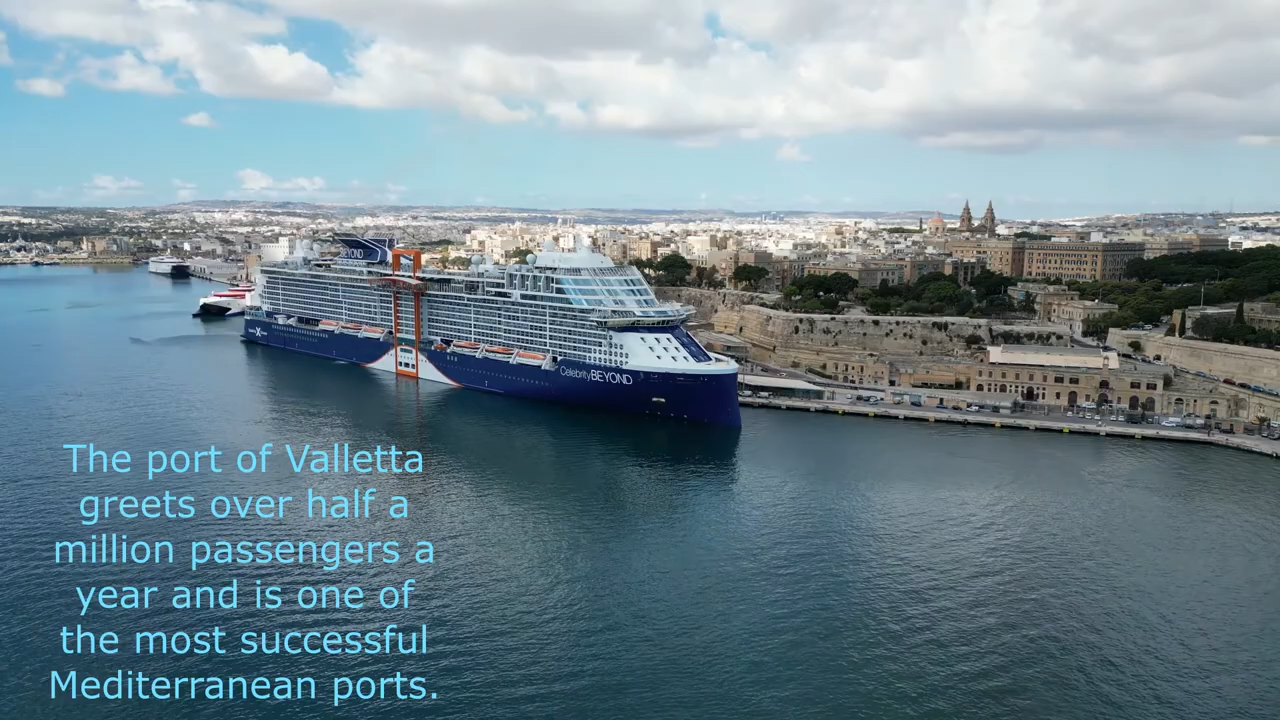 BEYOND
Celebrity BEYOND
X
The port of Valletta
greets over half a
million passengers a
year and is one of
the most successful
Mediterranean ports.